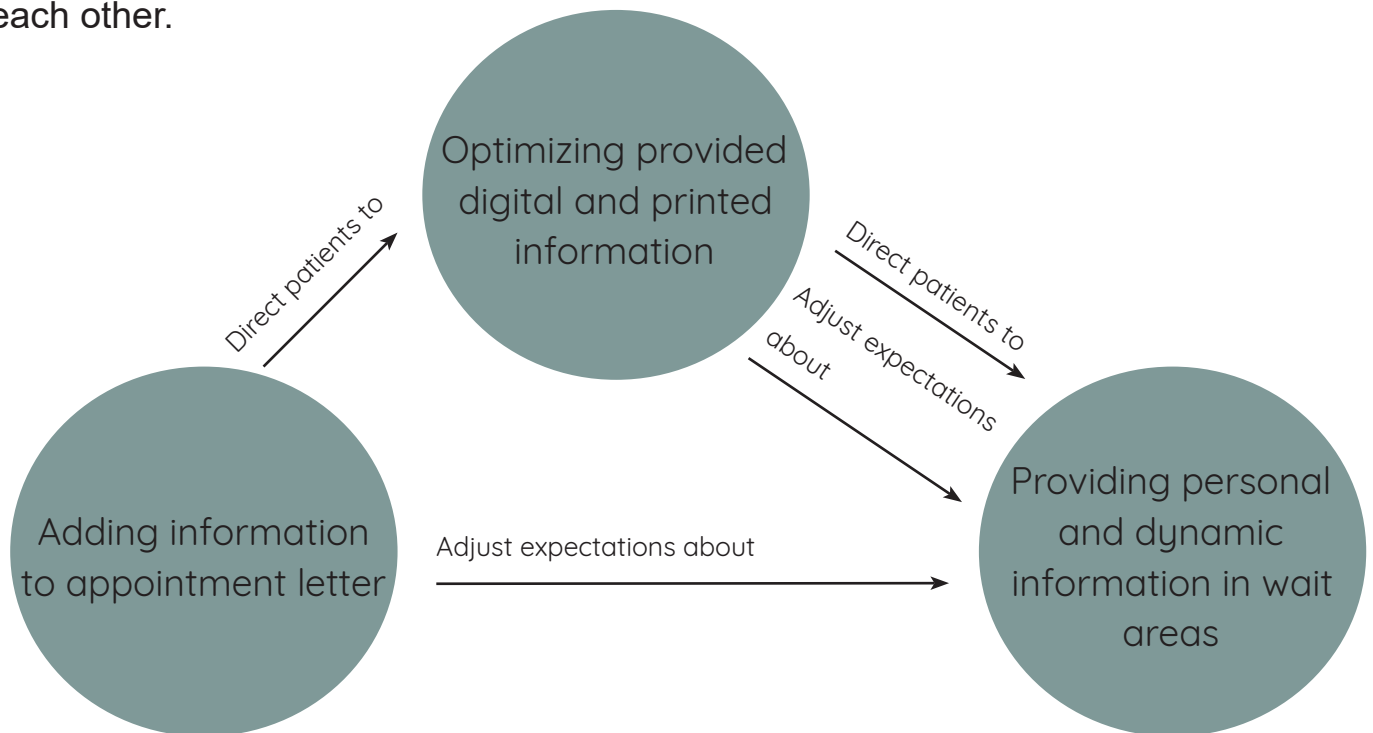 each other.
Optimizing provided
digital and printed
information
Direct patients to
Direct patients to
Adjust expectations
about
Adding information
to appointment letter
Adjust expectations about
Providing personal
and dynamic
information in wait
areas